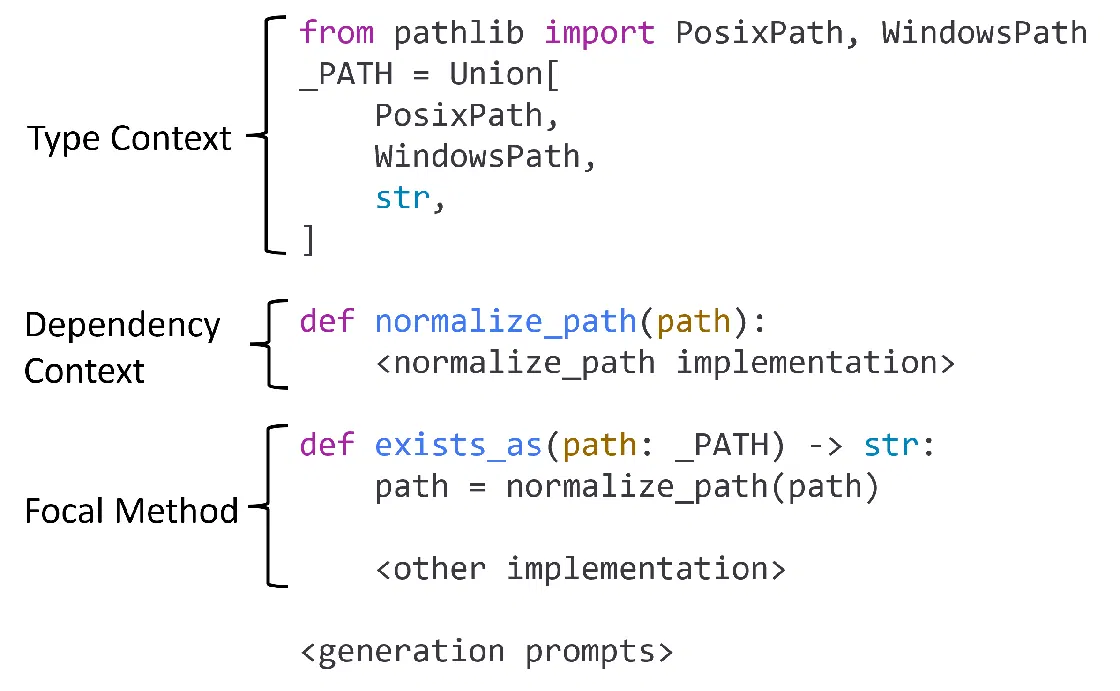 Type Context
from pathlib import PosixPath, WindowsPath
_PATH = Union[
    PosixPath,
    WindowsPath,
    str,
]
Dependency
Context
def normalize_path(path):
    <normalize_path implementation>
Focal Method
def exists_as(path: _PATH) -> str:
    path = normalize_path(path)
    <other implementation>
<generation prompts>